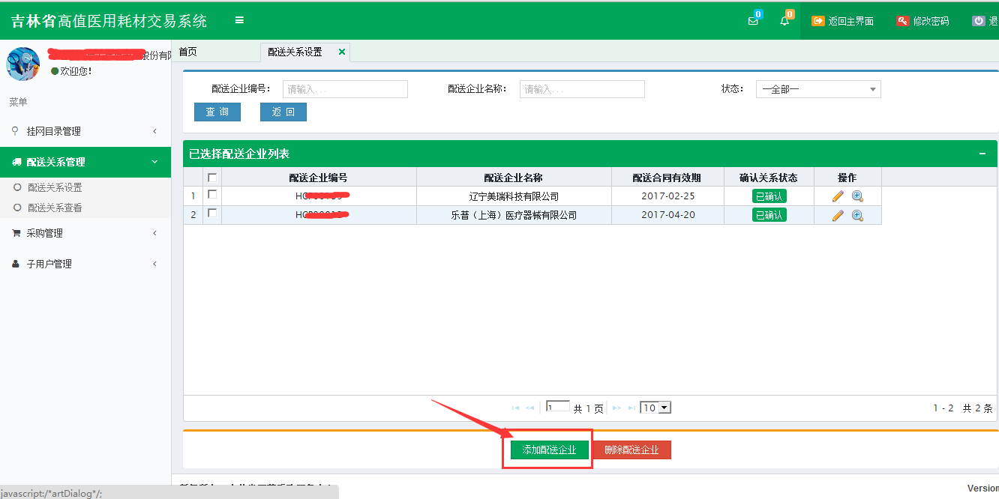 吉林省高值医用耗材交易系统
0
0
返回主界面
修改密码
退
股份有限
欢迎您!
首页
配送关系设置
菜单
挂网目录管理
配送关系管理
配送关系设置
配送关系查看
采购管理
子用户管理
配送企业编号：
请输入...
配送企业名称：
请输入...
状态：
—全部—
查 询
返 回
已选择配送企业列表
配送企业编号 配送企业名称 配送合同有效期 确认关系状态 操作
1 辽宁美瑞科技有限公司 2017-02-25 已确认
2 乐普（上海）医疗器械有限公司 2017-04-20 已确认
1 共 1 页 10
1 - 2 共 2 条
添加配送企业
删除配送企业
Version
javascript:/*artDialog*/;